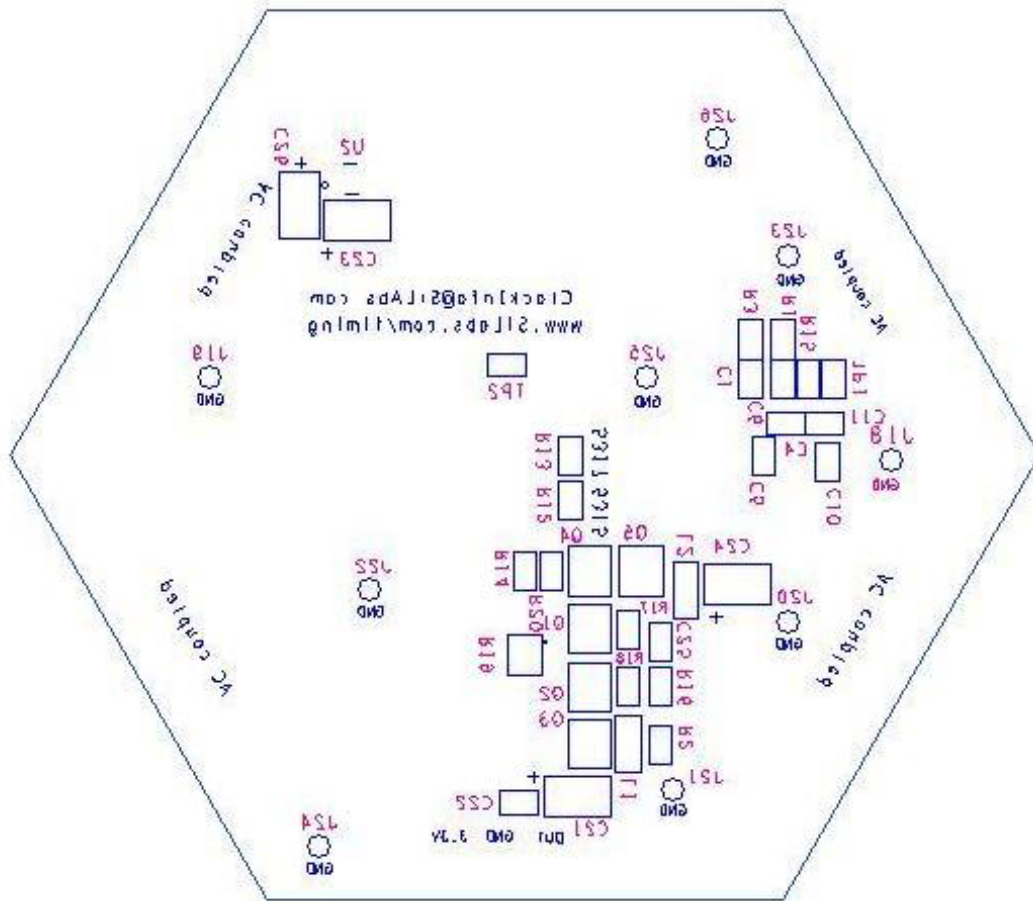 J26
GND
C26
+
U2
AC coupled
J23
GND
AC coupled
+
C23
ClockInfo@SiLAbs com
www.SiLabs.com/timing
R3
R1
R15
J19
GND
J25
GND
TP2
C1
JP1
C6
C11
J18
GND
C4
R13
5317
C5
C10
R12
5315
Q4
Q5
L2
C24
R14
J22
GND
R20
R17
+
J20
GND
AC coupled
AC coupled
Q1
C25
R19
R18
Q2
R16
Q3
R2
+
L1
J21
GND
C22
C21
J24
GND
DUT GND 3.3V